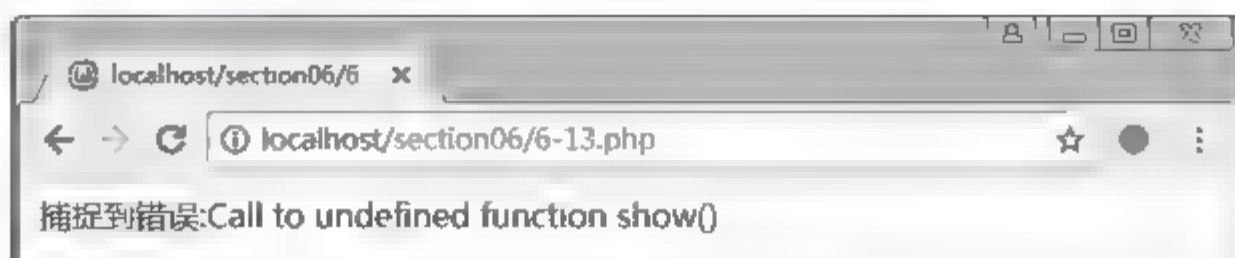 localhost/section06/6
localhost/section06/6-13.php
捕捉到错误:Call to undefined function show()